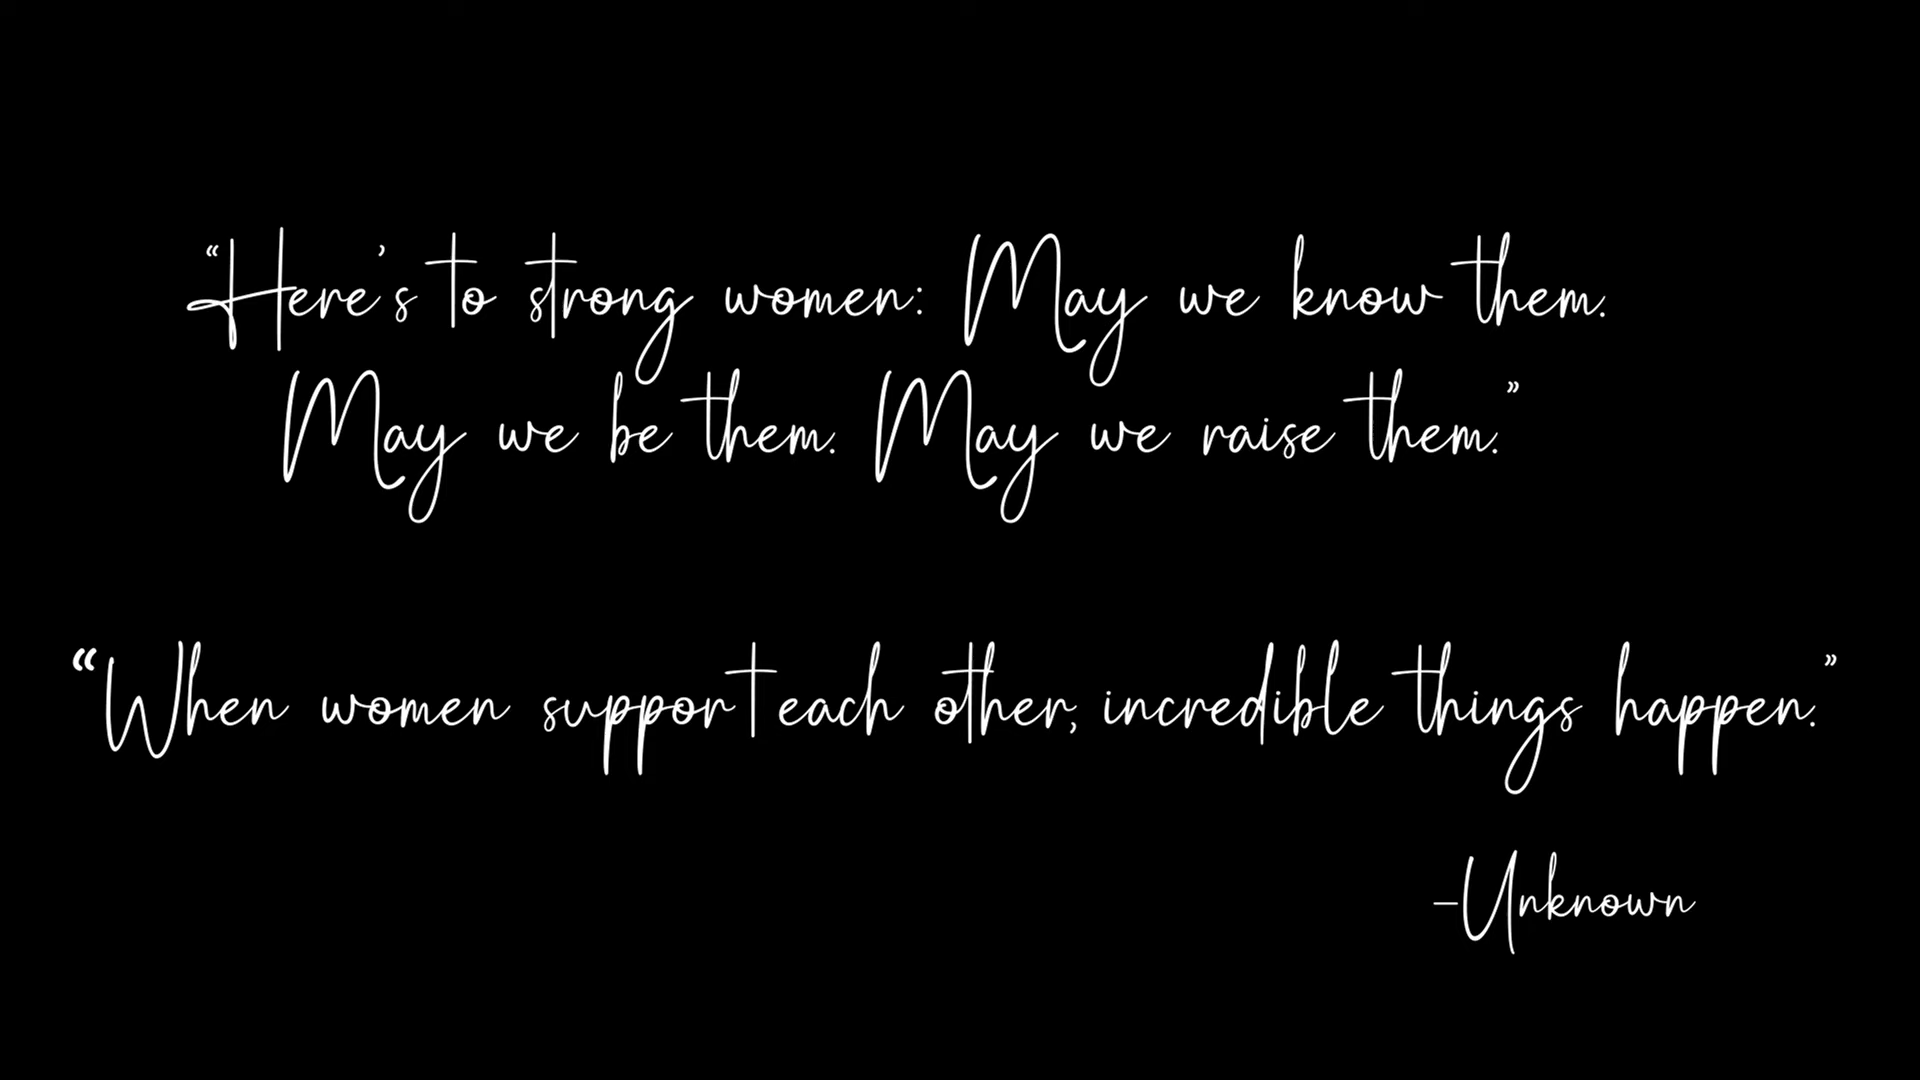 “Here’s to strong women: May we know them.
May we be them. May we raise them.”
“When women support each other, incredible things happen.”
-Unknown